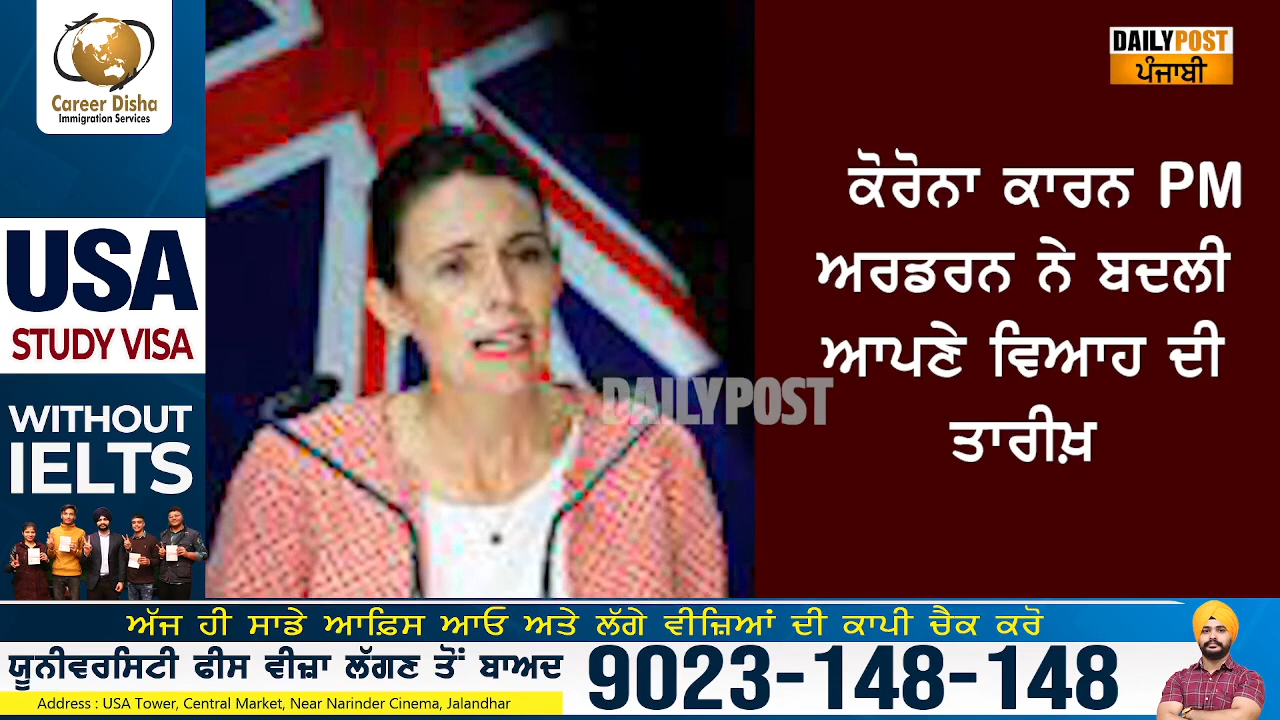 Career Disha
Immigration Services
USA
STUDY VISA
WITHOUT
IELTS
DAILYPOST
ਪੰਜਾਬੀ
ਕੋਰੋਨਾ ਕਾਰਨ PM
ਅਰਡਰਨ ਨੇ ਬਦਲੀ
ਆਪਣੇ ਵਿਆਹ ਦੀ
ਤਾਰੀਖ਼
DAILYPOST
ਅੱਜ ਹੀ ਸਾਡੇ ਆਫ਼ਿਸ ਆਓ ਅਤੇ ਲੱਗੇ ਵੀਜ਼ਿਆਂ ਦੀ ਕਾਪੀ ਚੈਕ ਕਰੋ
ਯੂਨੀਵਰਸਿਟੀ ਫੀਸ ਵੀਜ਼ਾ ਲੱਗਣ ਤੋਂ ਬਾਅਦ
9023-148-148
Address : USA Tower, Central Market, Near Narinder Cinema, Jalandhar